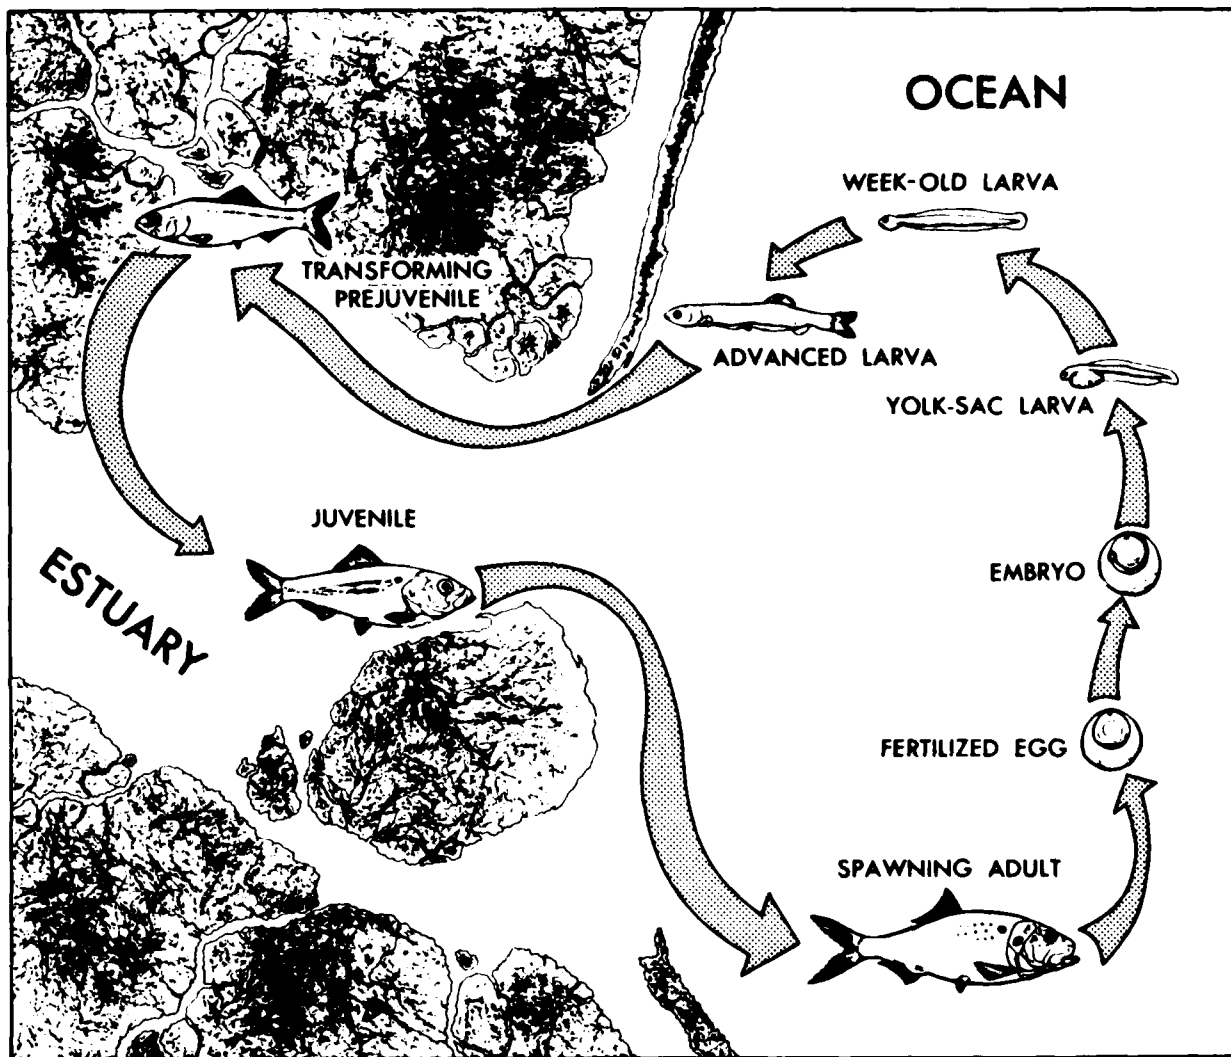 OCEAN
WEEK-OLD LARVA
TRANSFORMING
PREJUVENILE
ADVANCED LARVA
YOLK-SAC LARVA
JUVENILE
EMBRYO
ESTUARY
FERTILIZED EGG
SPAWNING ADULT